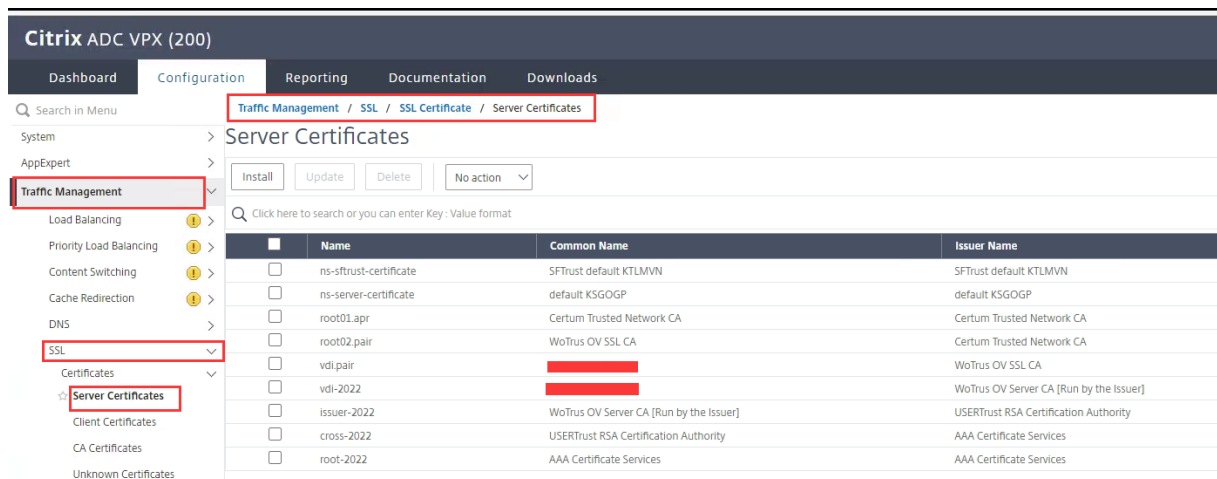 Citrix ADC VPX (200)
Dashboard Configuration Reporting Documentation Downloads
Search in Menu
System
AppExpert
Traffic Management
Load Balancing
Priority Load Balancing
Content Switching
Cache Redirection
DNS
SSL
Certificates
Server Certificates
Client Certificates
CA Certificates
Unknown Certificates
Traffic Management / SSL / SSL Certificate / Server Certificates
Server Certificates
Install Update Delete No action
Click here to search or you can enter Key : Value format
Name Common Name Issuer Name
ns-sftrust-certificate SFTrust default KTLMVN SFTrust default KTLMVN
ns-server-certificate default KSGOGP default KSGOGP
root01.apr Certum Trusted Network CA Certum Trusted Network CA
root02.pair WoTrus OV SSL CA Certum Trusted Network CA
vdi.pair WoTrus OV SSL CA
vdi-2022 WoTrus OV Server CA [Run by the Issuer]
issuer-2022 WoTrus OV Server CA [Run by the Issuer] USERTrust RSA Certification Authority
cross-2022 USERTrust RSA Certification Authority AAA Certificate Services
root-2022 AAA Certificate Services AAA Certificate Services